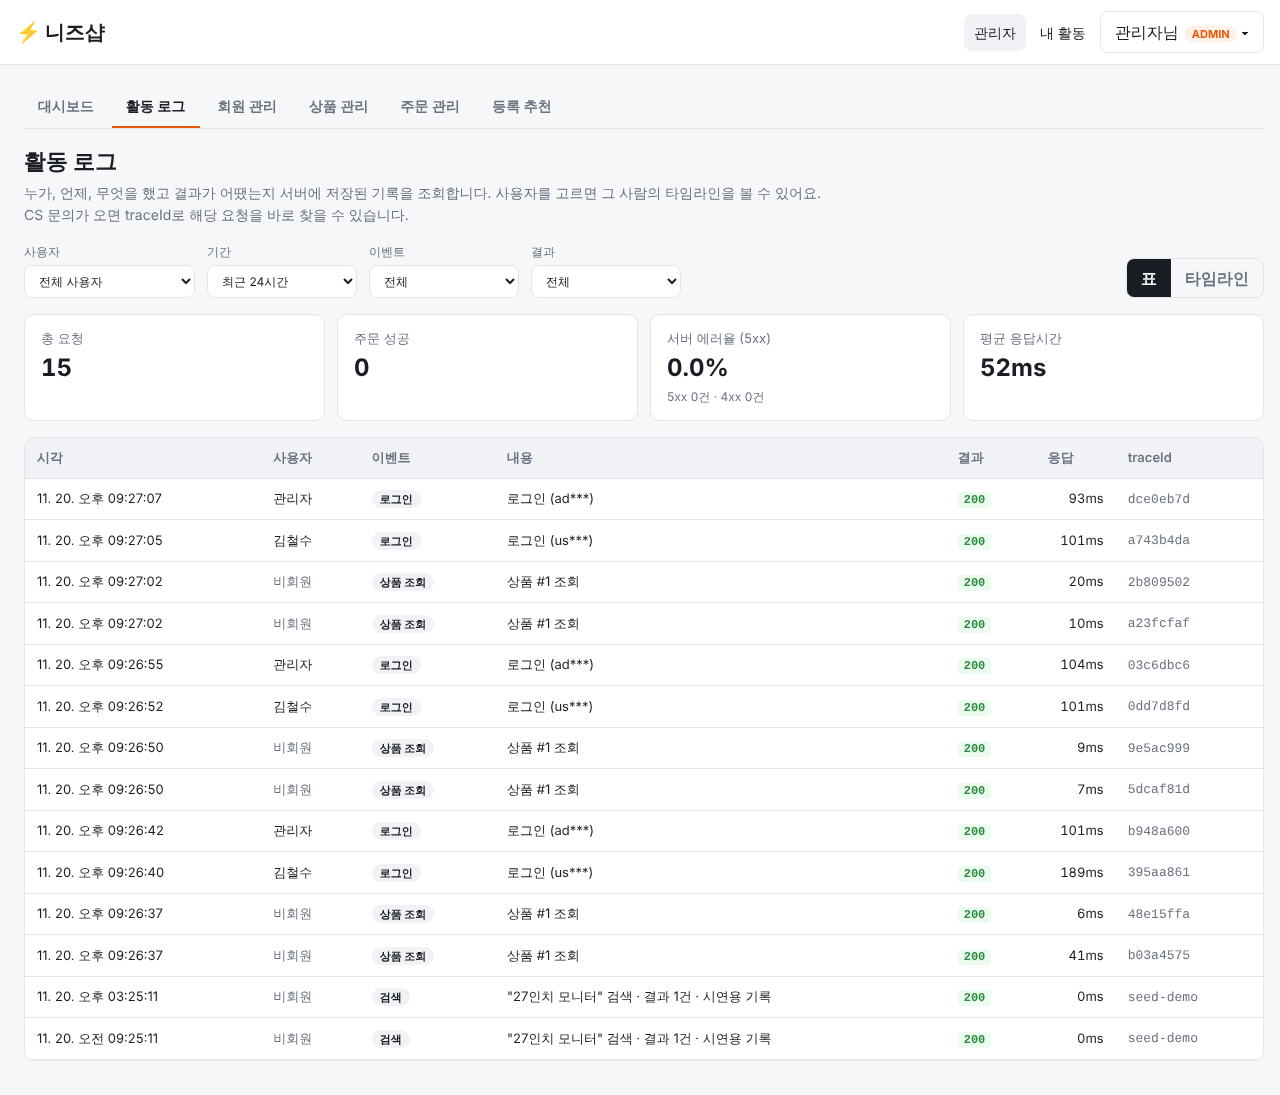 ⚡ 니즈샵
관리자 내 활동 관리자님 ADMIN
대시보드 활동 로그 회원 관리 상품 관리 주문 관리 등록 추천
활동 로그
누가, 언제, 무엇을 했고 결과가 어땠는지 서버에 저장된 기록을 조회합니다. 사용자를 고르면 그 사람의 타임라인을 볼 수 있어요.
CS 문의가 오면 traceId로 해당 요청을 바로 찾을 수 있습니다.
사용자 기간 이벤트 결과
전체 사용자 최근 24시간 전체 전체 표 타임라인
총 요청 주문 성공 서버 에러율 (5xx) 평균 응답시간
15 0 0.0% 52ms
5xx 0건 · 4xx 0건
시각 사용자 이벤트 내용 결과 응답 traceId
11. 20. 오후 09:27:07 관리자 로그인 로그인 (ad***) 200 93ms dce0eb7d
11. 20. 오후 09:27:05 김철수 로그인 로그인 (us***) 200 101ms a743b4da
11. 20. 오후 09:27:02 비회원 상품 조회 상품 #1 조회 200 20ms 2b809502
11. 20. 오후 09:27:02 비회원 상품 조회 상품 #1 조회 200 10ms a23fcfaf
11. 20. 오후 09:26:55 관리자 로그인 로그인 (ad***) 200 104ms 03c6dbc6
11. 20. 오후 09:26:52 김철수 로그인 로그인 (us***) 200 101ms 0dd7d8fd
11. 20. 오후 09:26:50 비회원 상품 조회 상품 #1 조회 200 9ms 9e5ac999
11. 20. 오후 09:26:50 비회원 상품 조회 상품 #1 조회 200 7ms 5dcaf81d
11. 20. 오후 09:26:42 관리자 로그인 로그인 (ad***) 200 101ms b948a600
11. 20. 오후 09:26:40 김철수 로그인 로그인 (us***) 200 189ms 395aa861
11. 20. 오후 09:26:37 비회원 상품 조회 상품 #1 조회 200 6ms 48e15ffa
11. 20. 오후 09:26:37 비회원 상품 조회 상품 #1 조회 200 41ms b03a4575
11. 20. 오후 03:25:11 비회원 검색 "27인치 모니터" 검색 · 결과 1건 · 시연용 기록 200 0ms seed-demo
11. 20. 오전 09:25:11 비회원 검색 "27인치 모니터" 검색 · 결과 1건 · 시연용 기록 200 0ms seed-demo